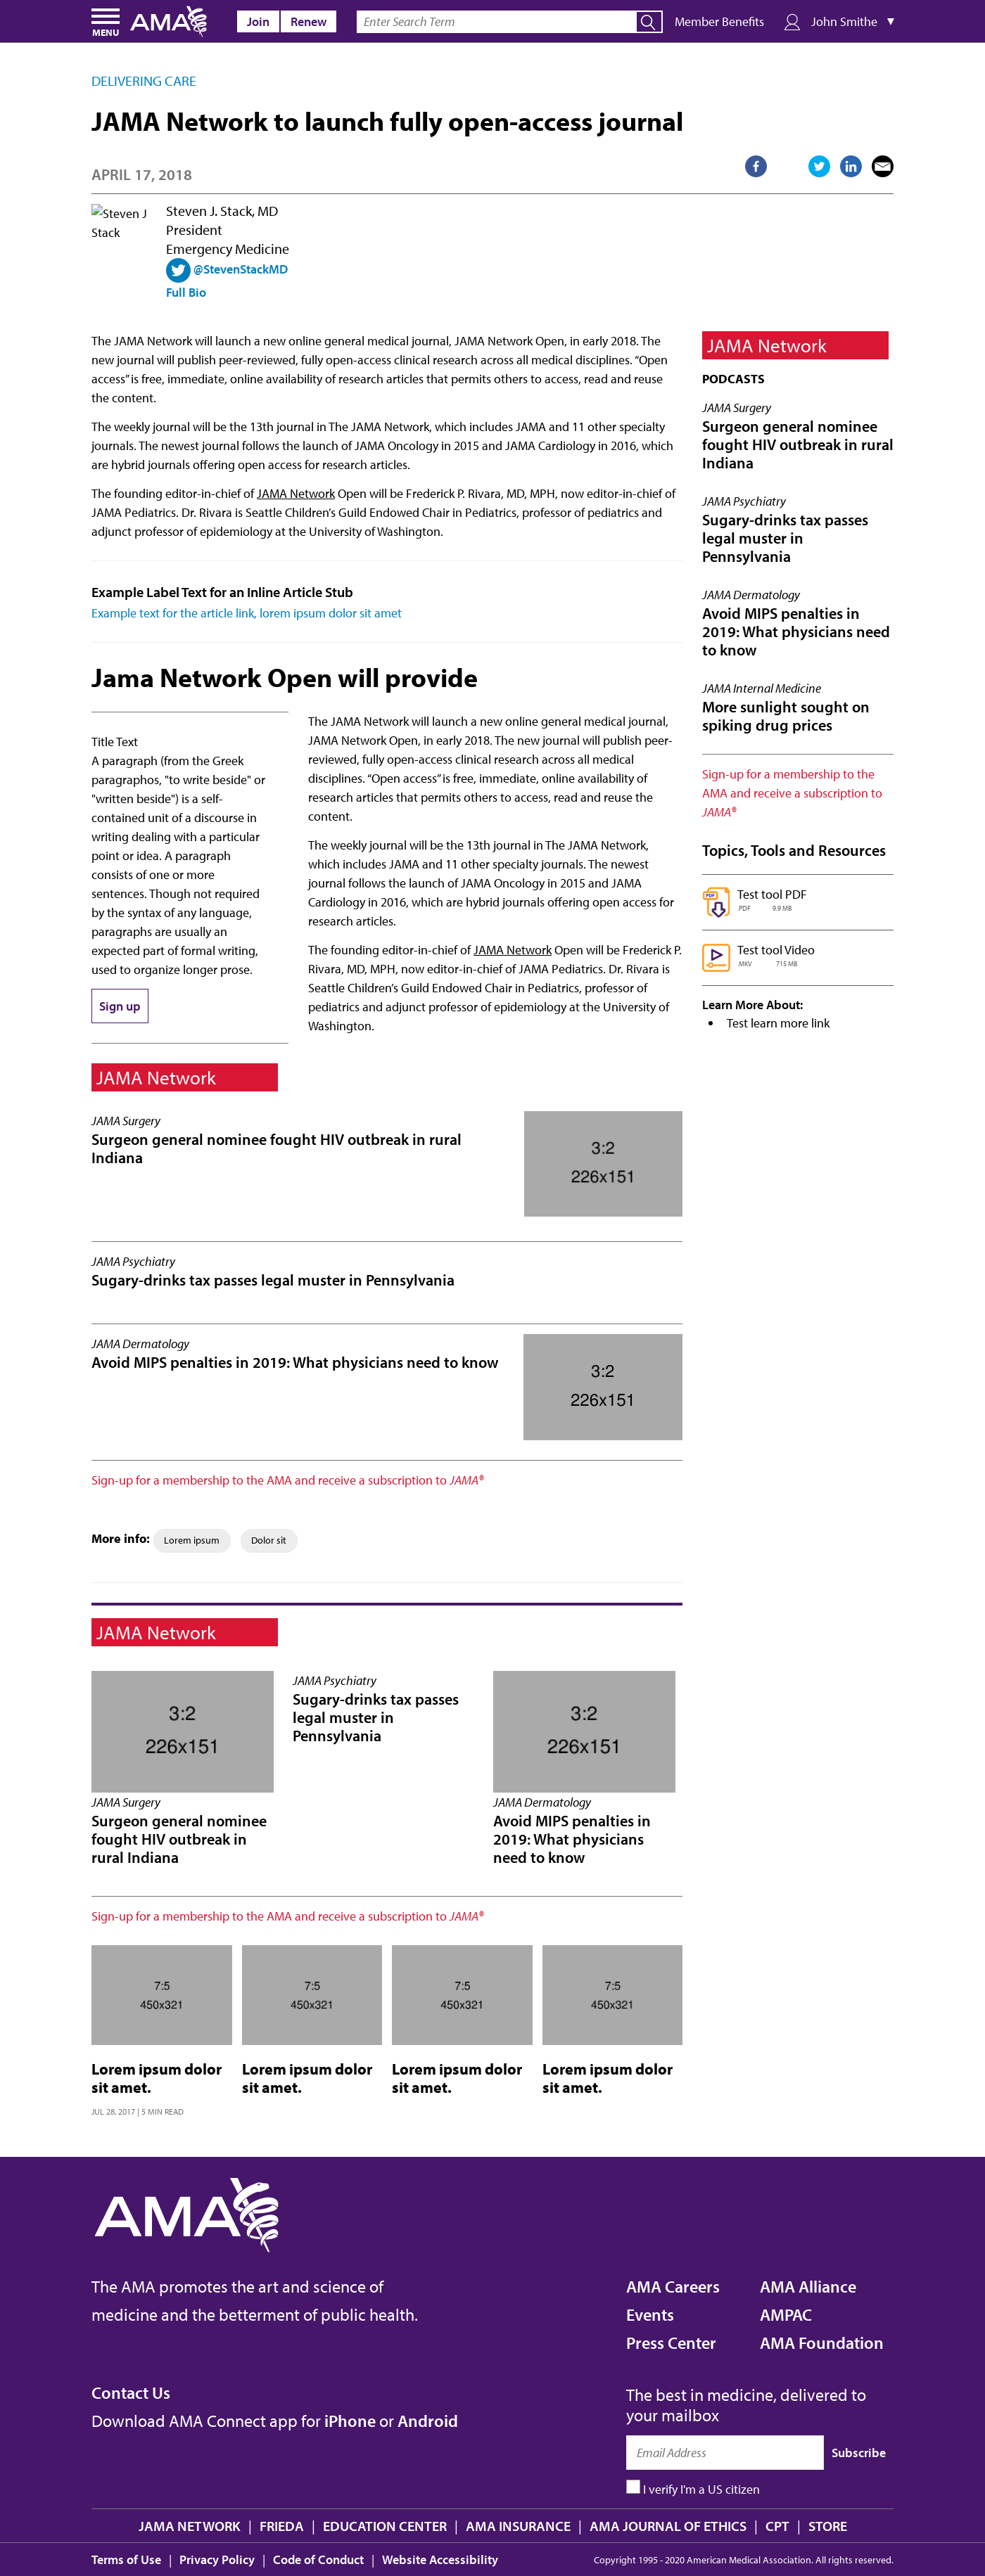 MENU
AMA
Join
Renew
Enter Search Term
Member Benefits
John Smithe
DELIVERING CARE
JAMA Network to launch fully open-access journal
APRIL 17, 2018
Steven J
Stack
Steven J. Stack, MD
President
Emergency Medicine
@StevenStackMD
Full Bio
The JAMA Network will launch a new online general medical journal, JAMA Network Open, in early 2018. The
new journal will publish peer-reviewed, fully open-access clinical research across all medical disciplines. “Open
access” is free, immediate, online availability of research articles that permits others to access, read and reuse
the content.
The weekly journal will be the 13th journal in The JAMA Network, which includes JAMA and 11 other specialty
journals. The newest journal follows the launch of JAMA Oncology in 2015 and JAMA Cardiology in 2016, which
are hybrid journals offering open access for research articles.
The founding editor-in-chief of JAMA Network Open will be Frederick P. Rivara, MD, MPH, now editor-in-chief of
JAMA Pediatrics. Dr. Rivara is Seattle Children’s Guild Endowed Chair in Pediatrics, professor of pediatrics and
adjunct professor of epidemiology at the University of Washington.
Example Label Text for an Inline Article Stub
Example text for the article link, lorem ipsum dolor sit amet
Jama Network Open will provide
Title Text
A paragraph (from the Greek
paragraphos, "to write beside" or
"written beside") is a self-
contained unit of a discourse in
writing dealing with a particular
point or idea. A paragraph
consists of one or more
sentences. Though not required
by the syntax of any language,
paragraphs are usually an
expected part of formal writing,
used to organize longer prose.
Sign up
The JAMA Network will launch a new online general medical journal,
JAMA Network Open, in early 2018. The new journal will publish peer-
reviewed, fully open-access clinical research across all medical
disciplines. “Open access” is free, immediate, online availability of
research articles that permits others to access, read and reuse the
content.
The weekly journal will be the 13th journal in The JAMA Network,
which includes JAMA and 11 other specialty journals. The newest
journal follows the launch of JAMA Oncology in 2015 and JAMA
Cardiology in 2016, which are hybrid journals offering open access for
research articles.
The founding editor-in-chief of JAMA Network Open will be Frederick P.
Rivara, MD, MPH, now editor-in-chief of JAMA Pediatrics. Dr. Rivara is
Seattle Children’s Guild Endowed Chair in Pediatrics, professor of
pediatrics and adjunct professor of epidemiology at the University of
Washington.
JAMA Network
JAMA Surgery
Surgeon general nominee fought HIV outbreak in rural
Indiana
3:2
226x151
JAMA Psychiatry
Sugary-drinks tax passes legal muster in Pennsylvania
JAMA Dermatology
Avoid MIPS penalties in 2019: What physicians need to know
3:2
226x151
Sign-up for a membership to the AMA and receive a subscription to JAMA®
More info:
Lorem ipsum
Dolor sit
JAMA Network
3:2
226x151
JAMA Surgery
Surgeon general nominee
fought HIV outbreak in
rural Indiana
JAMA Psychiatry
Sugary-drinks tax passes
legal muster in
Pennsylvania
3:2
226x151
JAMA Dermatology
Avoid MIPS penalties in
2019: What physicians
need to know
Sign-up for a membership to the AMA and receive a subscription to JAMA®
7:5
450x321
Lorem ipsum dolor
sit amet.
JUL 28, 2017 | 5 MIN READ
7:5
450x321
Lorem ipsum dolor
sit amet.
7:5
450x321
Lorem ipsum dolor
sit amet.
7:5
450x321
Lorem ipsum dolor
sit amet.
JAMA Network
PODCASTS
JAMA Surgery
Surgeon general nominee
fought HIV outbreak in rural
Indiana
JAMA Psychiatry
Sugary-drinks tax passes
legal muster in
Pennsylvania
JAMA Dermatology
Avoid MIPS penalties in
2019: What physicians need
to know
JAMA Internal Medicine
More sunlight sought on
spiking drug prices
Sign-up for a membership to the
AMA and receive a subscription to
JAMA®
Topics, Tools and Resources
PDF
Test tool PDF
.PDF 9.9 MB
Test tool Video
.MKV 715 MB
Learn More About:
• Test learn more link
AMA
The AMA promotes the art and science of
medicine and the betterment of public health.
AMA Careers
Events
Press Center
AMA Alliance
AMPAC
AMA Foundation
Contact Us
Download AMA Connect app for iPhone or Android
The best in medicine, delivered to
your mailbox
Email Address
Subscribe
I verify I'm a US citizen
JAMA NETWORK | FRIEDA | EDUCATION CENTER | AMA INSURANCE | AMA JOURNAL OF ETHICS | CPT | STORE
Terms of Use | Privacy Policy | Code of Conduct | Website Accessibility
Copyright 1995 - 2020 American Medical Association. All rights reserved.